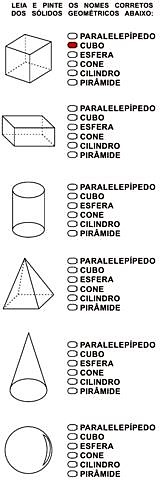 LEIA E PINTE OS NOMES CORRETOS
DOS SÓLIDOS GEOMÉTRICOS ABAIXO:
PARALELEPÍPEDO
CUBO
ESFERA
CONE
CILINDRO
PIRÂMIDE
PARALELEPÍPEDO
CUBO
ESFERA
CONE
CILINDRO
PIRÂMIDE
PARALELEPÍPEDO
CUBO
ESFERA
CONE
CILINDRO
PIRÂMIDE
PARALELEPÍPEDO
CUBO
ESFERA
CONE
CILINDRO
PIRÂMIDE
PARALELEPÍPEDO
CUBO
ESFERA
CONE
CILINDRO
PIRÂMIDE
PARALELEPÍPEDO
CUBO
ESFERA
CONE
CILINDRO
PIRÂMIDE